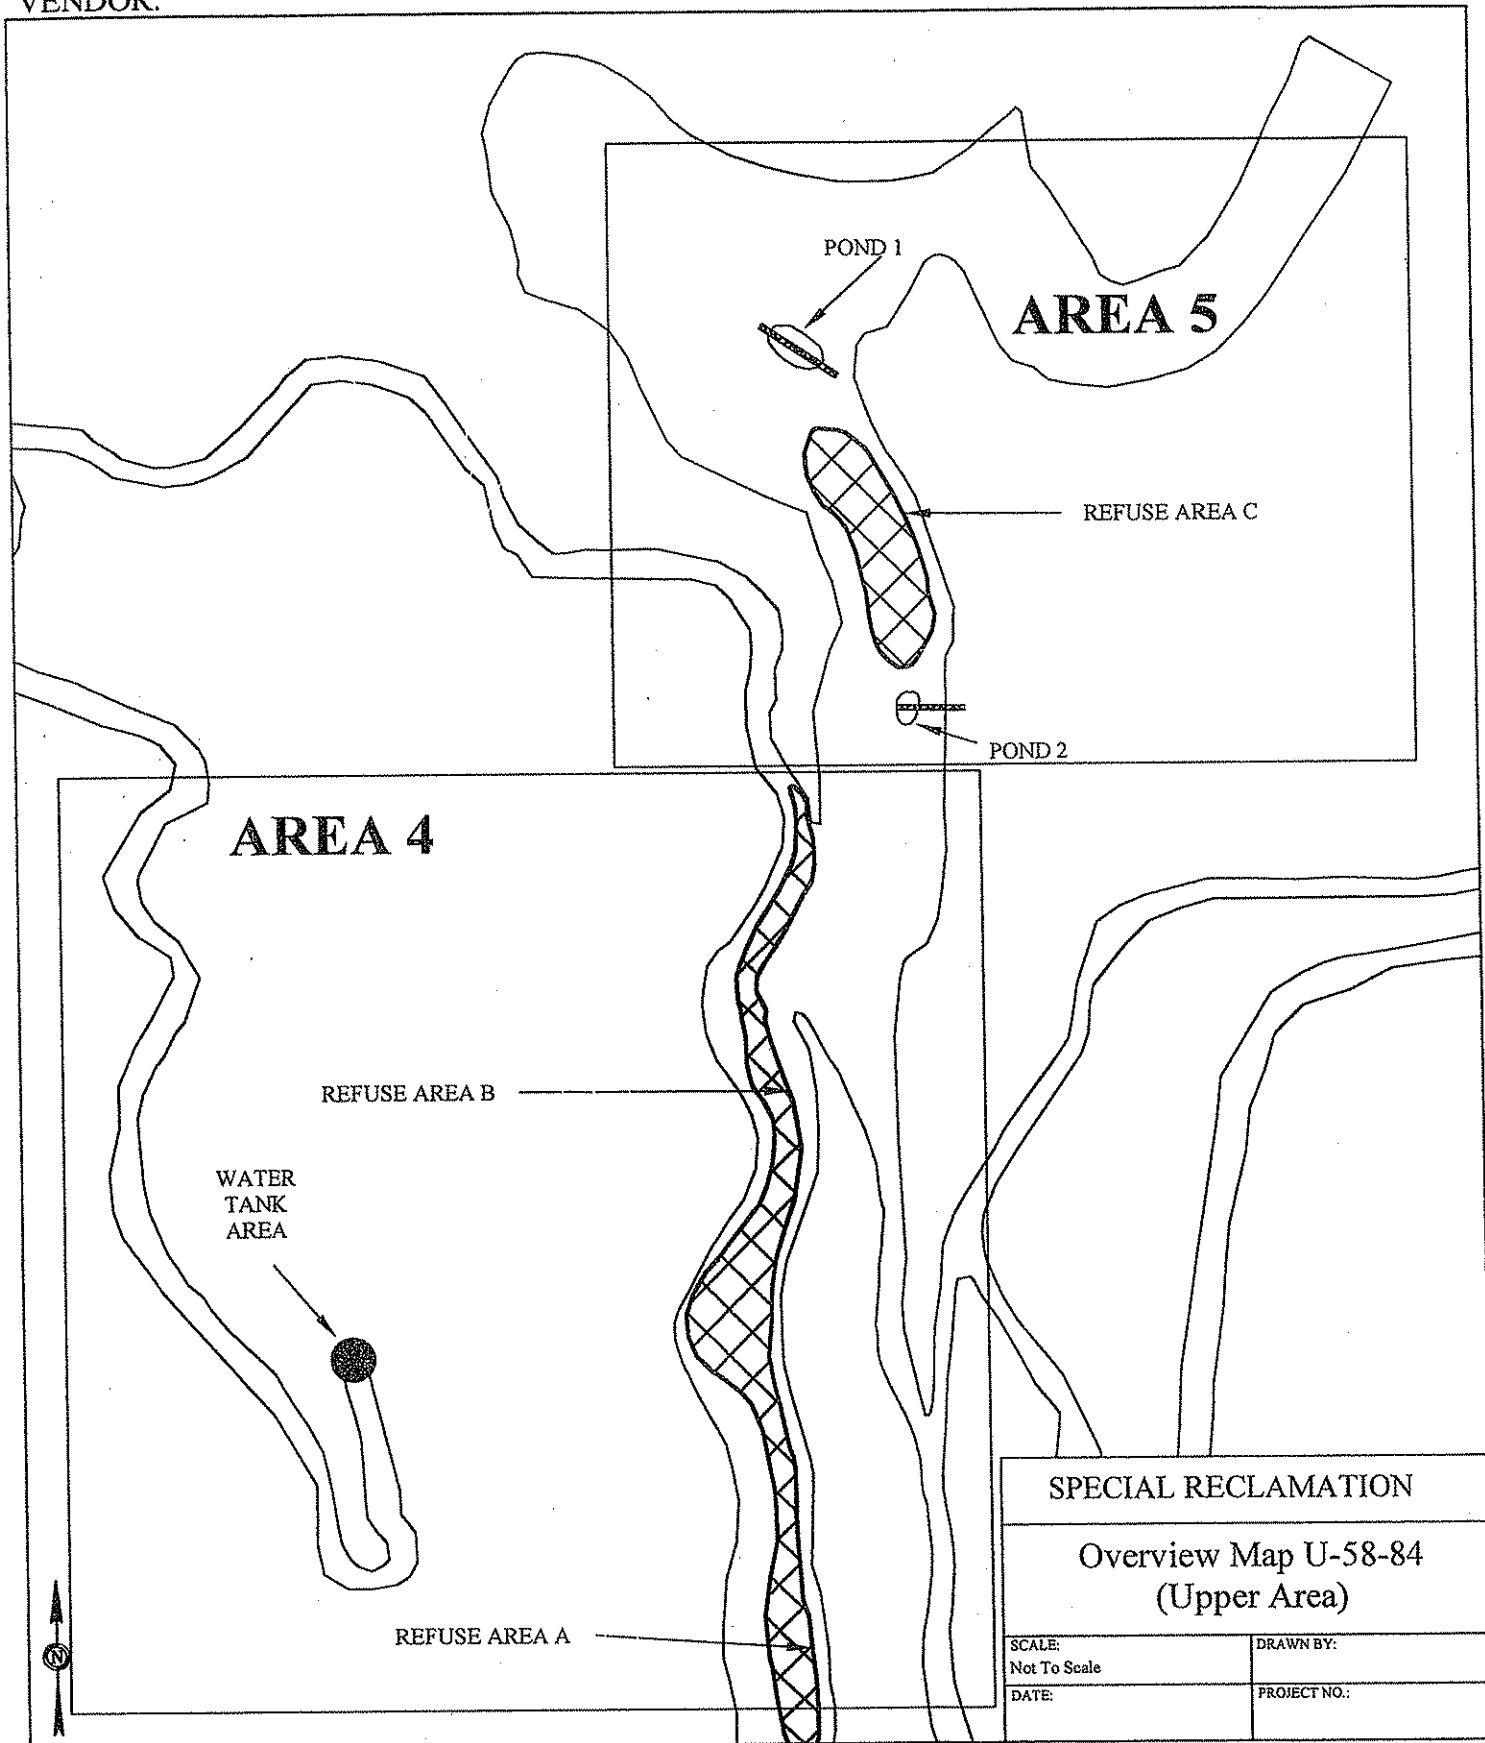 VENDOR:
POND 1
AREA 5
REFUSE AREA C
POND 2
AREA 4
REFUSE AREA B
WATER
TANK
AREA
REFUSE AREA A
N
SPECIAL RECLAMATION
Overview Map U-58-84
(Upper Area)
SCALE:
Not To Scale
DRAWN BY:
DATE:
PROJECT NO.: